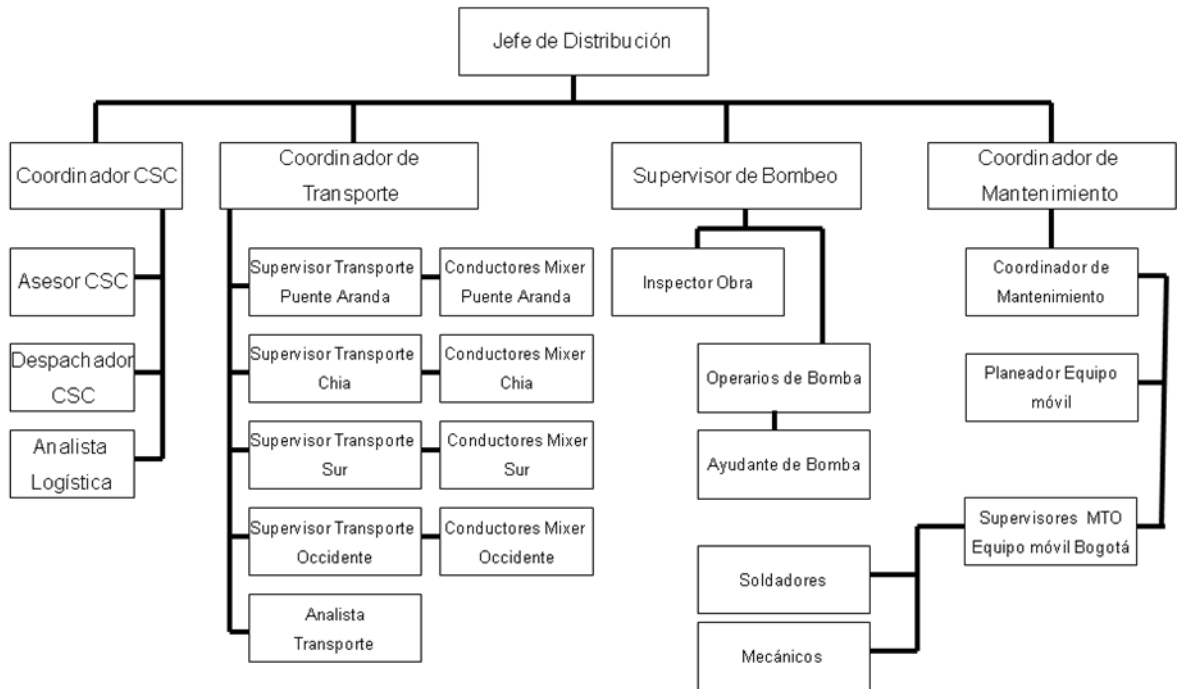 Jefe de Distribución
Coordinador CSC
Coordinador de
Transporte
Supervisor de Bombeo
Coordinador de
Mantenimiento
Asesor CSC
Despachador
CSC
Analista
Logística
Supervisor Transporte
Puente Aranda
Conductores Mixer
Puente Aranda
Supervisor Transporte
Chia
Conductores Mixer
Chia
Supervisor Transporte
Sur
Conductores Mixer
Sur
Supervisor Transporte
Occidente
Conductores Mixer
Occidente
Analista
Transporte
Inspector Obra
Operarios de Bomba
Ayudante de Bomba
Coordinador de
Mantenimiento
Planeador Equipo
móvil
Supervisores MTO
Equipo móvil Bogotá
Soldadores
Mecánicos